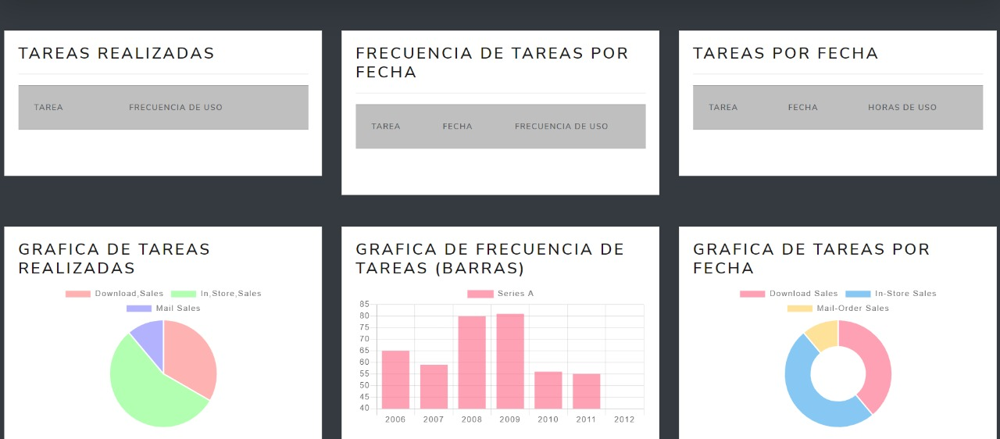 TAREAS REALIZADAS
TAREA FRECUENCIA DE USO
FRECUENCIA DE TAREAS POR
FECHA
TAREA FECHA FRECUENCIA DE USO
TAREAS POR FECHA
TAREA FECHA HORAS DE USO
GRAFICA DE TAREAS
REALIZADAS
Download,Sales In,Store,Sales
Mail Sales
GRAFICA DE FRECUENCIA DE
TAREAS (BARRAS)
Series A
85
80
75
70
65
60
55
50
45
40
2006 2007 2008 2009 2010 2011 2012
GRAFICA DE TAREAS POR
FECHA
Download Sales In-Store Sales
Mail-Order Sales